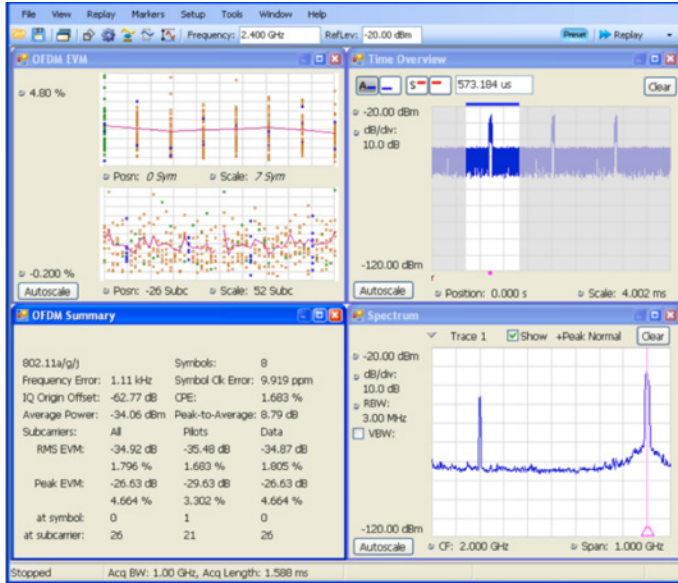 File View Replay Markers Setup Tools Window Help
Frequency: 2.400 GHz RefLev: -20.00 dBm Preset Replay
OFDM EVM
4.80 %
Posn: 0 Sym Scale: 7 Sym
-0.200 %
Autoscale Posn: -26 Subc Scale: 52 Subc
Time Overview
A S 573.184 us Clear
-20.00 dBm
dB/div:
10.0 dB
-120.00 dBm
Autoscale Position: 0.000 s Scale: 4.002 ms
OFDM Summary
802.11a/g/j Symbols: 8
Frequency Error: 1.11 kHz Symbol Clk Error: 9.919 ppm
IQ Origin Offset: -62.77 dB CPE: 1.683 %
Average Power: -34.06 dBm Peak-to-Average: 8.79 dB
Subcarriers: All Pilots Data
RMS EVM: -34.92 dB -35.48 dB -34.87 dB
1.796 % 1.683 % 1.805 %
Peak EVM: -26.63 dB -29.63 dB -26.63 dB
4.664 % 3.302 % 4.664 %
at symbol: 0 1 0
at subcarrier: 26 21 26
Spectrum
Trace 1 Show +Peak Normal Clear
-20.00 dBm
dB/div:
10.0 dB
RBW:
3.00 MHz
VBW:
-120.00 dBm
Autoscale CF: 2.000 GHz Span: 1.000 GHz
Stopped Acq BW: 1.00 GHz, Acq Length: 1.588 ms